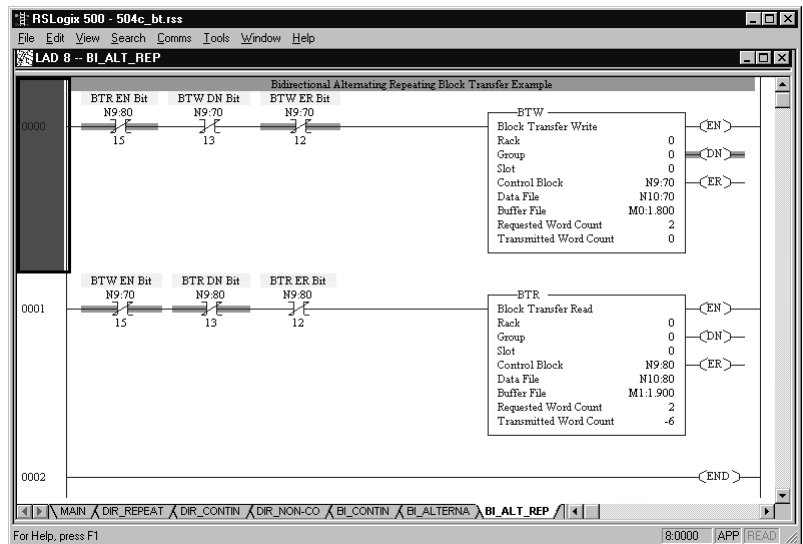 RSLogix 500 - 504c_bt.rss
File Edit View Search Comms Tools Window Help
LAD 8 -- BI_ALT_REP
Bidirectional Alternating Repeating Block Transfer Example
BTR EN Bit BTW DN Bit BTW ER Bit
N9:80 N9:70 N9:70
0000
15 13 12
BTW
Block Transfer Write
Rack 0
Group 0
Slot 0
Control Block N9:70
Data File N10:70
Buffer File M0:1.800
Requested Word Count 2
Transmitted Word Count 0
EN
DN
ER
BTW EN Bit BTR DN Bit BTR ER Bit
N9:70 N9:80 N9:80
0001
15 13 12
BTR
Block Transfer Read
Rack 0
Group 0
Slot 0
Control Block N9:80
Data File N10:80
Buffer File M1:1.900
Requested Word Count 2
Transmitted Word Count -6
EN
DN
ER
0002
END
MAIN DIR_REPEAT DIR_CONTIN DIR_NON-CO BI_CONTIN BI_ALTERNA BI_ALT_REP
For Help, press F1 8:0000 APP READ